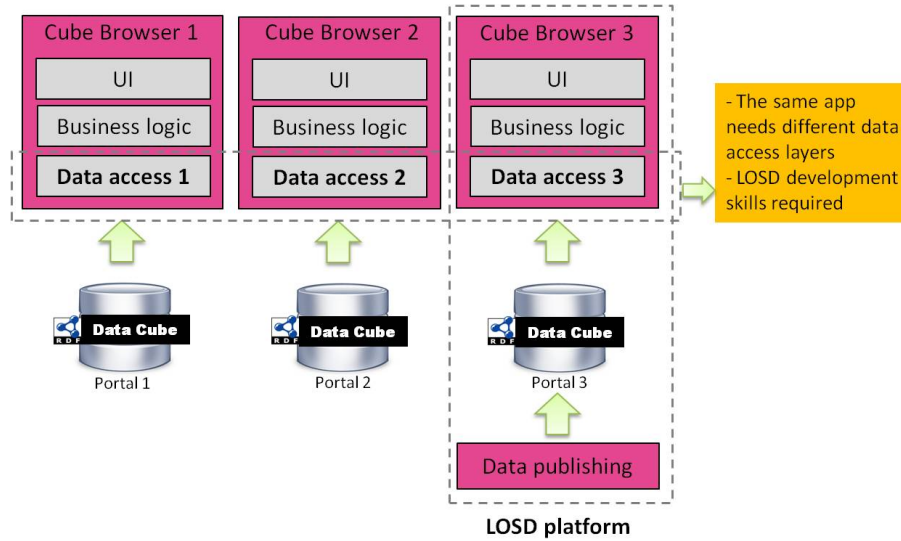 Cube Browser 1
UI
Business logic
Data access 1
Cube Browser 2
UI
Business logic
Data access 2
Cube Browser 3
UI
Business logic
Data access 3
- The same app
needs different data
access layers
- LOSD development
skills required
RDF
Data Cube
Portal 1
RDF
Data Cube
Portal 2
RDF
Data Cube
Portal 3
Data publishing
LOSD platform